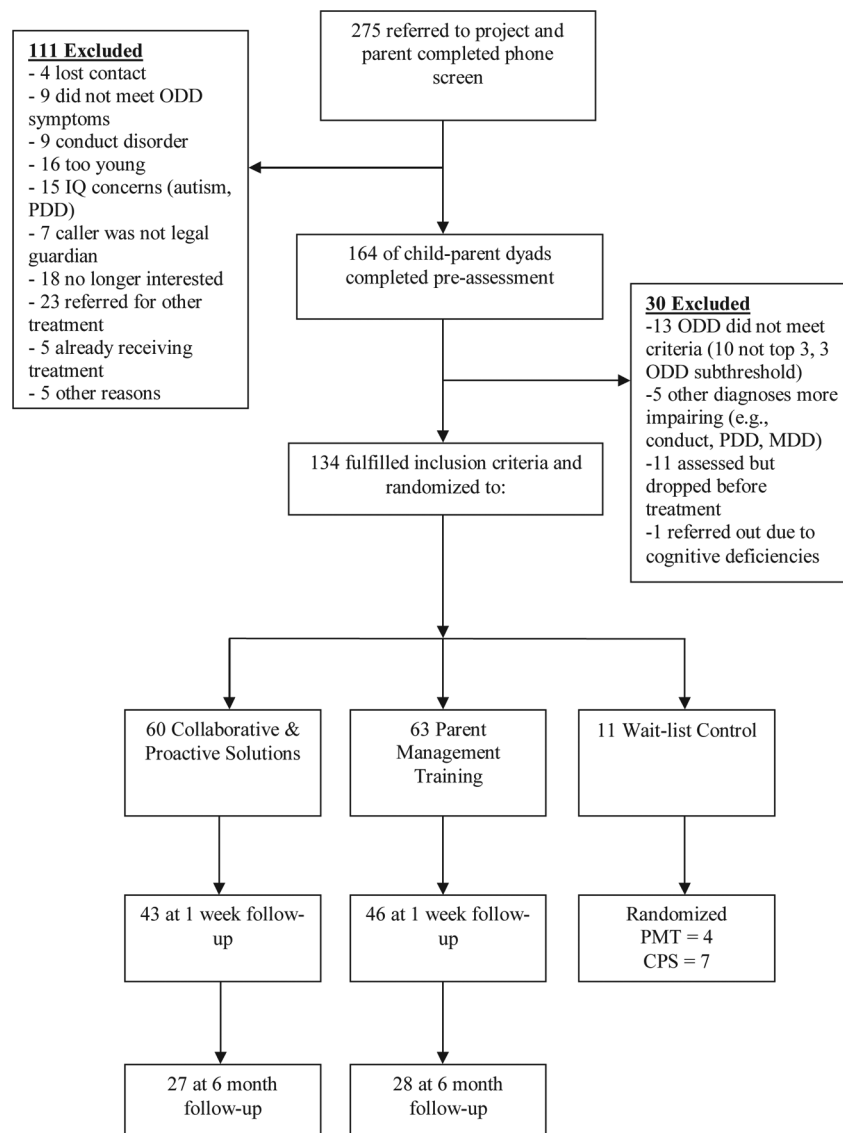 275 referred to project and
parent completed phone
screen
111 Excluded
- 4 lost contact
- 9 did not meet ODD
symptoms
- 9 conduct disorder
- 16 too young
- 15 IQ concerns (autism,
PDD)
- 7 caller was not legal
guardian
- 18 no longer interested
- 23 referred for other
treatment
- 5 already receiving
treatment
- 5 other reasons
164 of child-parent dyads
completed pre-assessment
30 Excluded
-13 ODD did not meet
criteria (10 not top 3, 3
ODD subthreshold)
-5 other diagnoses more
impairing (e.g.,
conduct, PDD, MDD)
-11 assessed but
dropped before
treatment
-1 referred out due to
cognitive deficiencies
134 fulfilled inclusion criteria and
randomized to:
60 Collaborative &
Proactive Solutions
63 Parent
Management
Training
11 Wait-list Control
43 at 1 week follow-
up
46 at 1 week follow-
up
Randomized
PMT = 4
CPS = 7
27 at 6 month
follow-up
28 at 6 month
follow-up